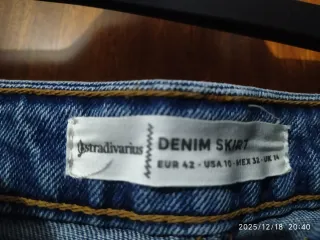 stradivarius
DENIM SKIRT
EUR 42 - USA 10 - MEX 32 - UK 14
2025/12/18 20:40